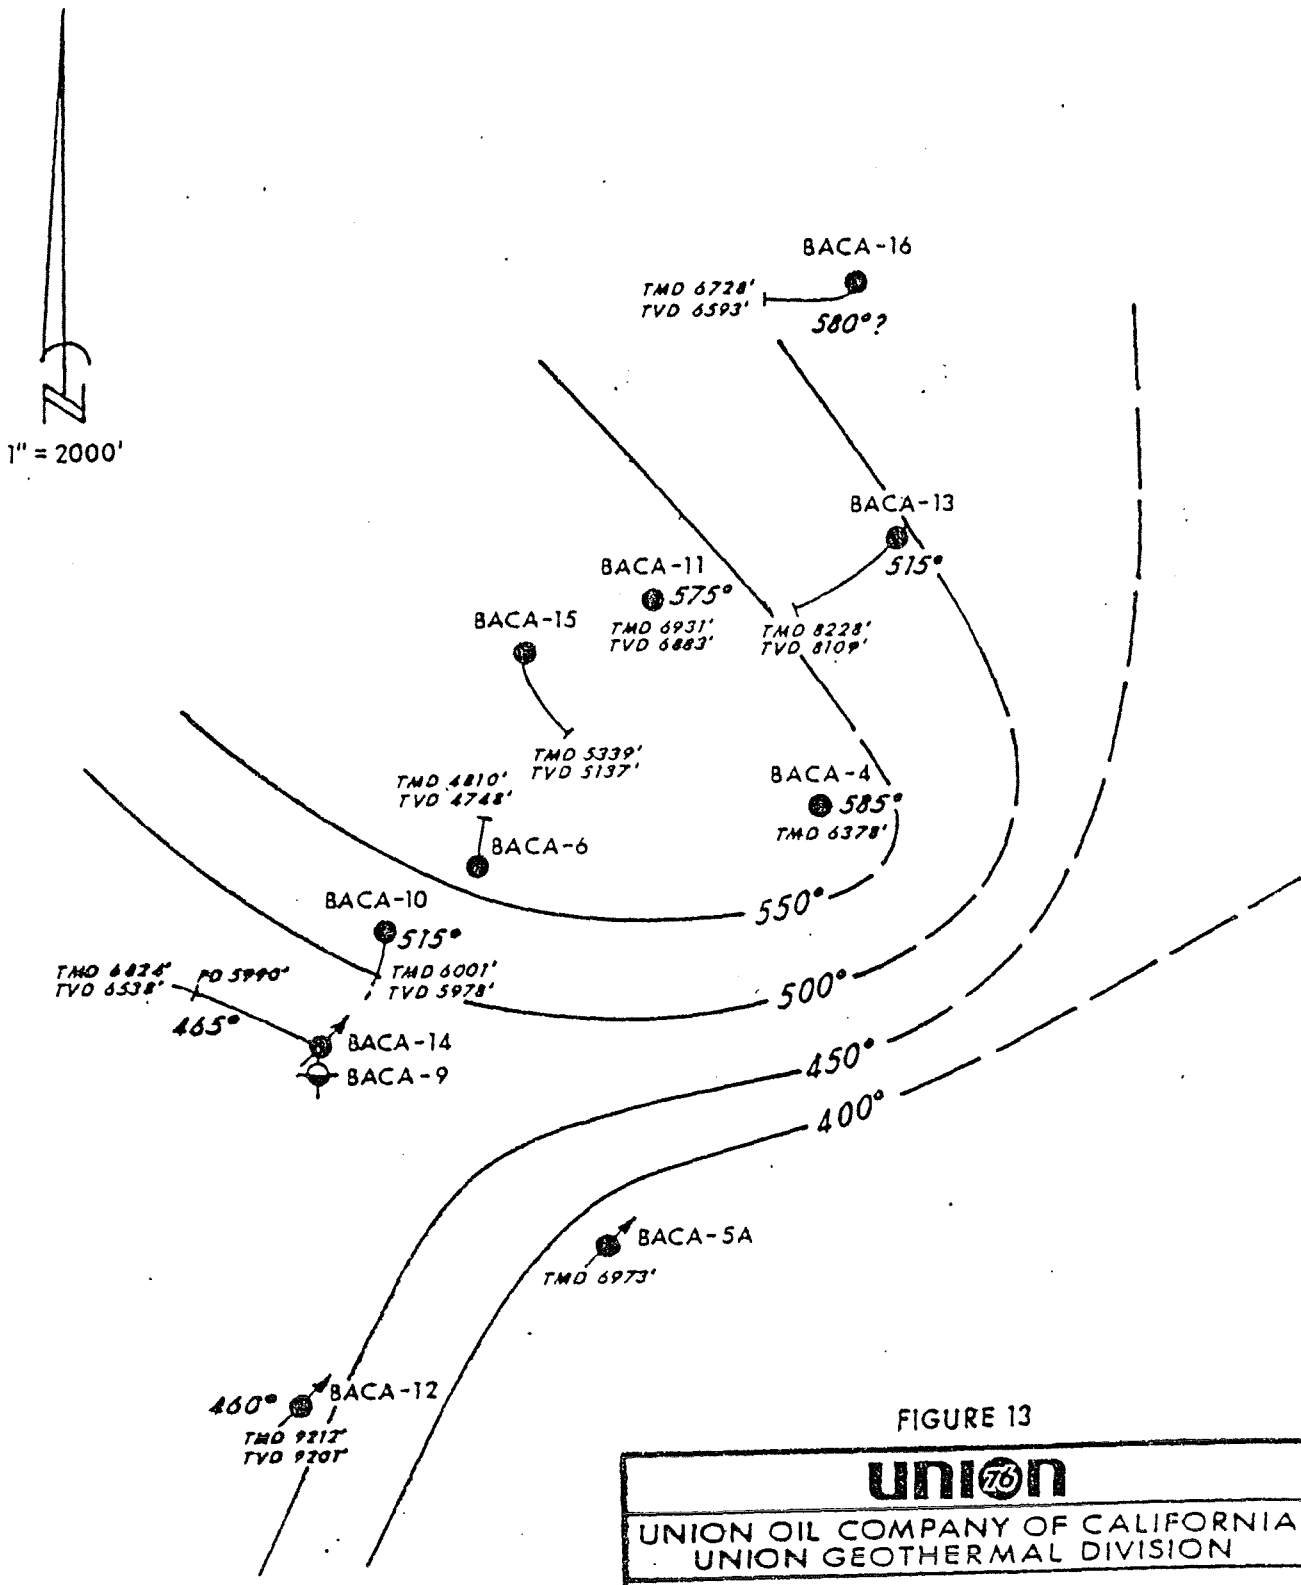 BACA-16
TMD 6728'
TVD 6593'
580°?
N
1" = 2000'
BACA-13
515°
BACA-11
575°
TMD 6931'
TVD 6883'
TMD 8228'
TVD 8109'
BACA-15
TMD 5339'
TVD 5137'
BACA-4
585°
TMD 6378'
TMD 4810'
TVD 4748'
BACA-6
550°
BACA-10
515°
TMD 6001'
TVD 5978'
TVD 6538'
PD 5990'
465°
500°
BACA-14
BACA-9
450°
400°
BACA-5A
TMD 6973'
460°
BACA-12
TMD 9212'
TVD 9201'
FIGURE 13
union 76
UNION OIL COMPANY OF CALIFORNIA
UNION GEOTHERMAL DIVISION